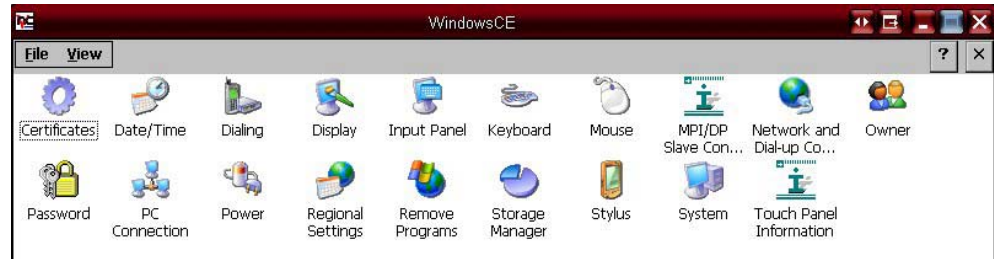 WindowsCE
File View ? ×
Certificates Date/Time Dialing Display Input Panel Keyboard Mouse MPI/DP Slave Con... Network and Dial-up Co... Owner
Password PC Connection Power Regional Settings Remove Programs Storage Manager Stylus System Touch Panel Information